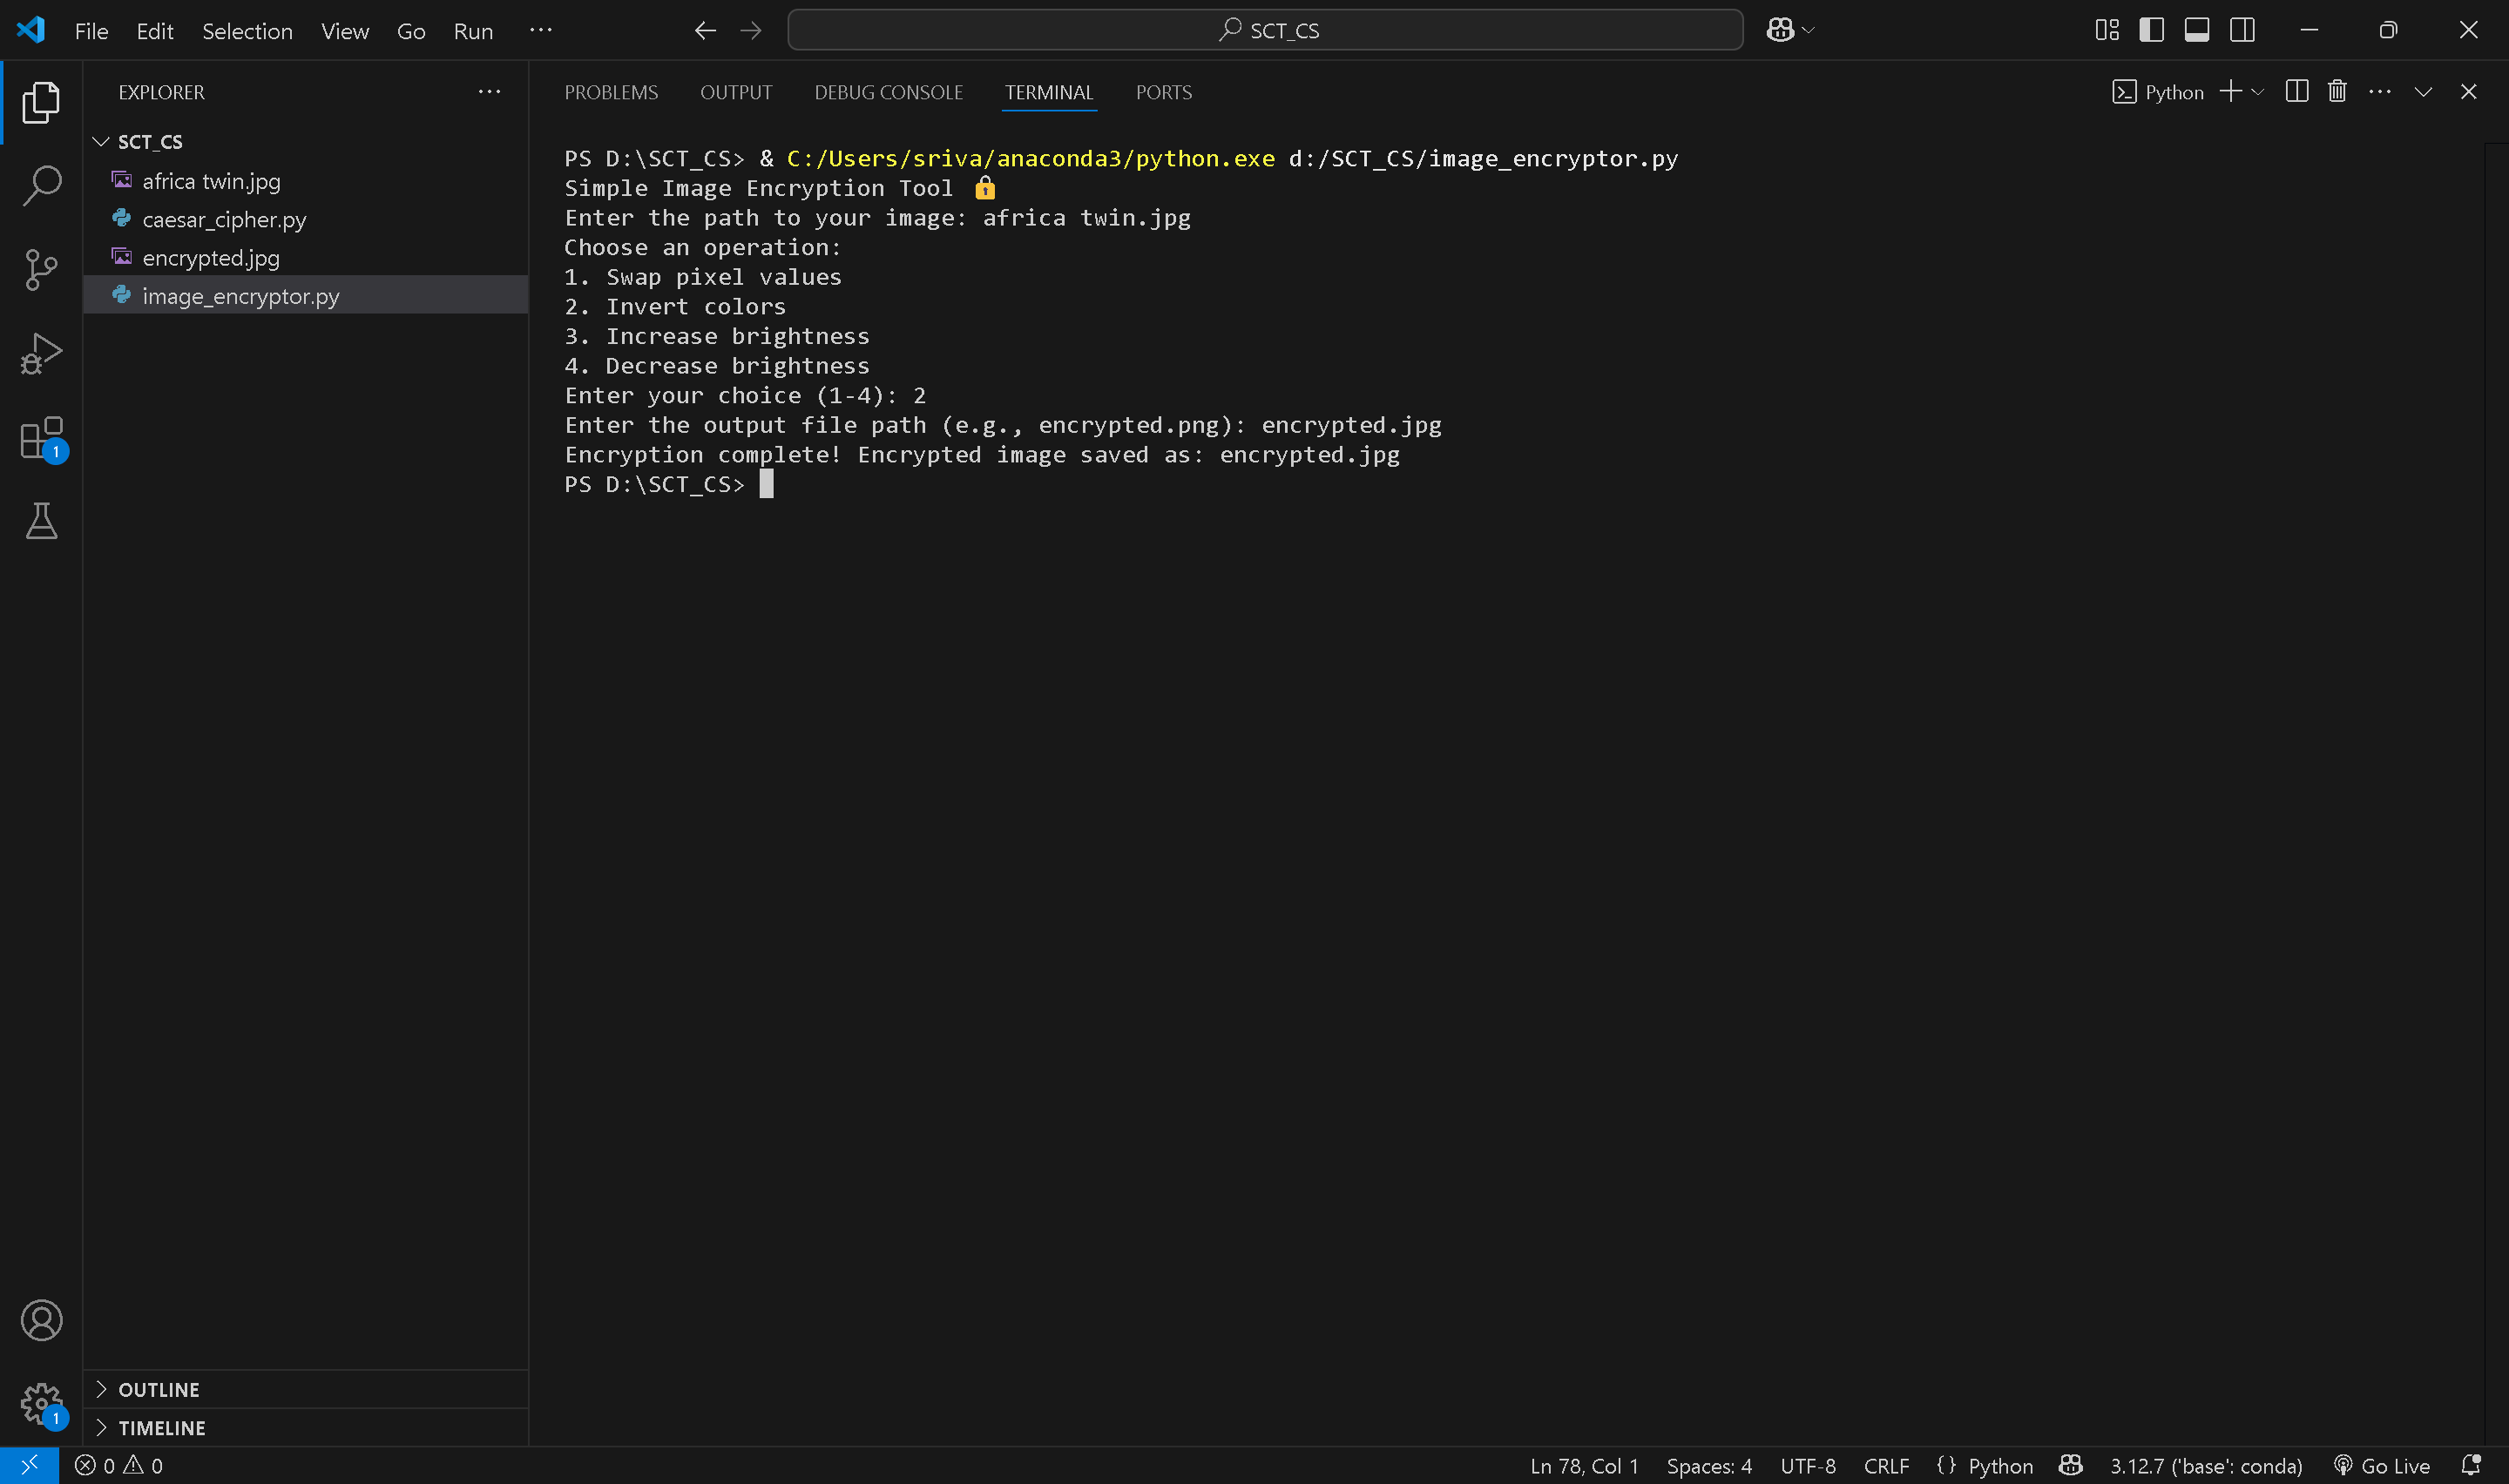 File Edit Selection View Go Run ··· SCT_CS
EXPLORER ···
SCT_CS
africa twin.jpg
caesar_cipher.py
encrypted.jpg
image_encryptor.py
OUTLINE
TIMELINE
1
1
PROBLEMS OUTPUT DEBUG CONSOLE TERMINAL PORTS Python ···
PS D:\SCT_CS> & C:/Users/sriva/anaconda3/python.exe d:/SCT_CS/image_encryptor.py
Simple Image Encryption Tool 🔒
Enter the path to your image: africa twin.jpg
Choose an operation:
1. Swap pixel values
2. Invert colors
3. Increase brightness
4. Decrease brightness
Enter your choice (1-4): 2
Enter the output file path (e.g., encrypted.png): encrypted.jpg
Encryption complete! Encrypted image saved as: encrypted.jpg
PS D:\SCT_CS>
0 0 Ln 78, Col 1 Spaces: 4 UTF-8 CRLF {} Python 3.12.7 ('base': conda) Go Live